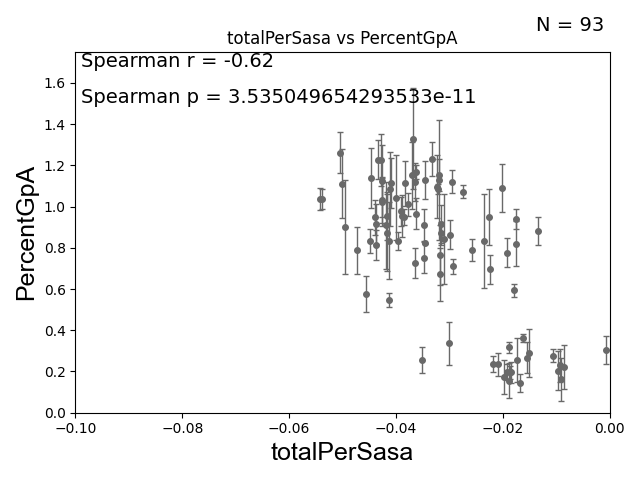 N = 93
totalPerSasa vs PercentGpA
Spearman r = -0.62
Spearman p = 3.535049654293533e-11
PercentGpA
1.6
1.4
1.2
1.0
0.8
0.6
0.4
0.2
0.0
−0.10 −0.08 −0.06 −0.04 −0.02 0.00
totalPerSasa